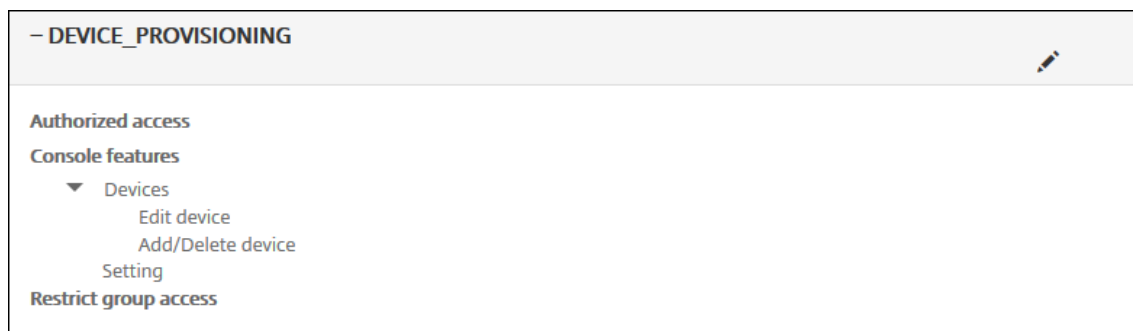 – DEVICE_PROVISIONING
Authorized access
Console features
Devices
Edit device
Add/Delete device
Setting
Restrict group access